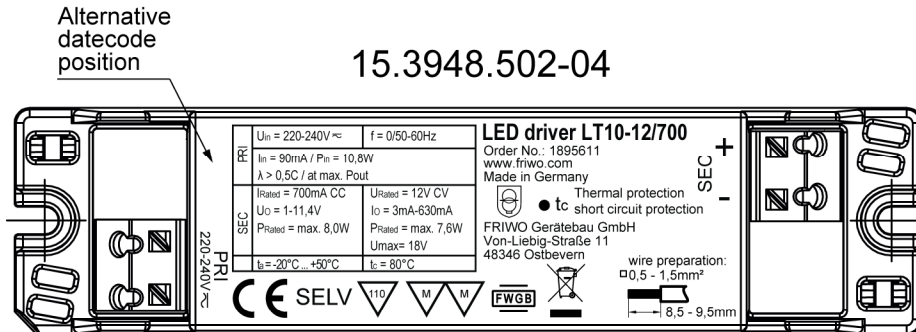 Alternative
datecode
position
15.3948.502-04
PRI
Uin = 220-240V ≂ f = 0/50-60Hz
Iin = 90mA / Pin = 10,8W
λ > 0,5C / at max. Pout
SEC
IRated = 700mA CC URated = 12V CV
Uo = 1-11,4V Io = 3mA-630mA
PRated = max. 8,0W PRated = max. 7,6W
Umax= 18V
ta = -20°C ... +50°C tc = 80°C
PRI
220-240V ≂
CE SELV 110 M M FWGB
LED driver LT10-12/700
Order No.: 1895611
www.friwo.com
Made in Germany
tc Thermal protection
short circuit protection
FRIWO Gerätebau GmbH
Von-Liebig-Straße 11
48346 Ostbevern
SEC
+
-
wire preparation:
0,5 - 1,5mm²
8,5 - 9,5mm